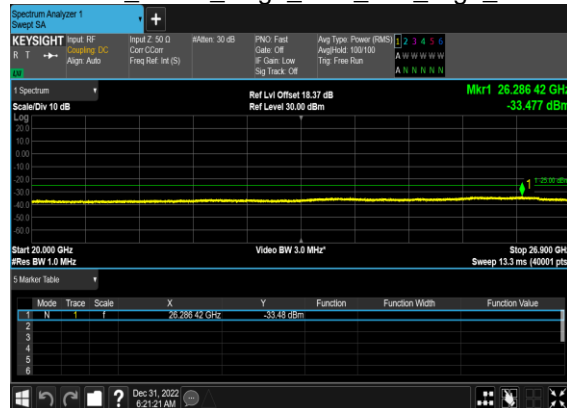 Spectrum Analyzer 1
Swept SA
KEYSIGHT Input: RF Input Z: 50 Ω #Atten: 30 dB PNO: Fast Avg Type: Power (RMS) 1 2 3 4 5 6
R T Coupling: DC Corr CCorr Gate: Off Avg|Hold: 100/100 A W W W W W
Align: Auto Freq Ref: Int (S) IF Gain: Low Trig: Free Run
Sig Track: Off A N N N N N
1 Spectrum Ref Lvl Offset 18.37 dB Mkr1 26.286 42 GHz
Scale/Div 10 dB Ref Level 30.00 dBm -33.477 dBm
Log
20.0
10.0
0.00
-10.0
-20.0
-30.0
-40.0
-50.0
-60.0
1
Start 20.000 GHz Video BW 3.0 MHz* Stop 26.900 GHz
#Res BW 1.0 MHz Sweep 13.3 ms (40001 pts)
5 Marker Table
Mode Trace Scale X Y Function Function Width Function Value
1 N 1 f 26.286 42 GHz -33.48 dBm
2
3
4
5
6
? Dec 31, 2022
6:21:21 AM